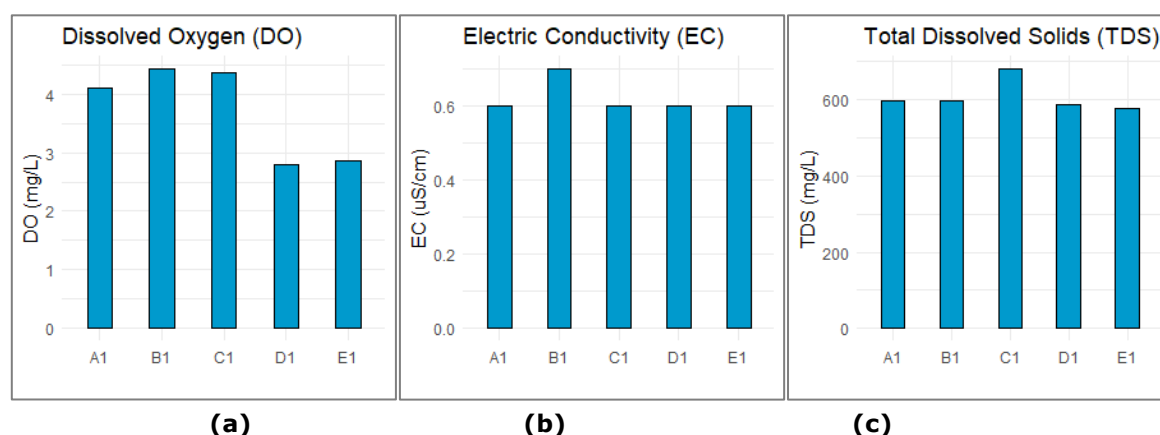 Dissolved Oxygen (DO)
DO (mg/L)
4
3
2
1
0
A1 B1 C1 D1 E1
(a)
Electric Conductivity (EC)
EC (uS/cm)
0.6
0.4
0.2
0.0
A1 B1 C1 D1 E1
(b)
Total Dissolved Solids (TDS)
TDS (mg/L)
600
400
200
0
A1 B1 C1 D1 E1
(c)